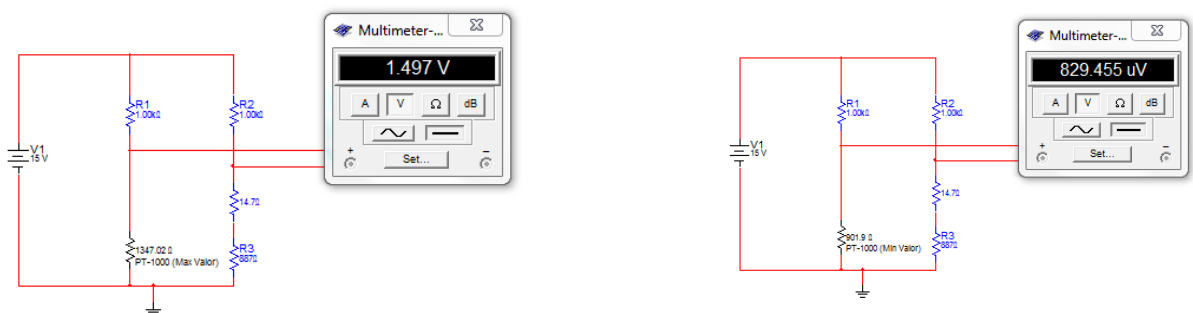 Multimeter-...
1.497 V
A V Ω dB
+ Set... −
R1
1.00kΩ
R2
1.00kΩ
V1
15 V
14.7Ω
1347.02 Ω
PT-1000 (Max Valor)
R3
887Ω
Multimeter-...
829.455 uV
A V Ω dB
+ Set... −
R1
1.00kΩ
R2
1.00kΩ
V1
15 V
14.7Ω
901.9 Ω
PT-1000 (Min Valor)
R3
887Ω